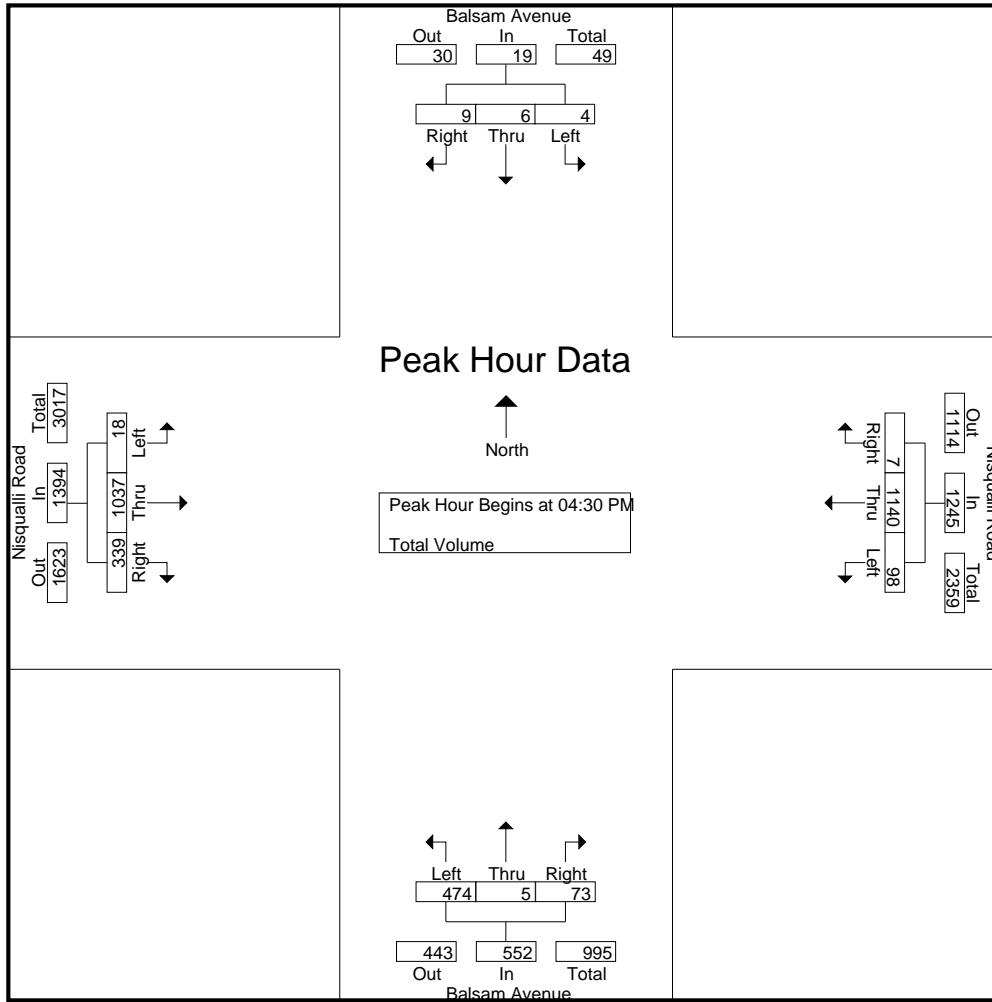 Balsam Avenue
Out In Total
30 19 49
9 6 4
Right Thru Left
Peak Hour Data
North
Peak Hour Begins at 04:30 PM
Total Volume
Nisqualli Road
Total In Out
3017 1394 1623
18 1037 339
Left Thru Right
Nisqualli Road
Out In Total
1114 1245 2359
7 1140 98
Right Thru Left
Left Thru Right
474 5 73
443 552 995
Out In Total
Balsam Avenue